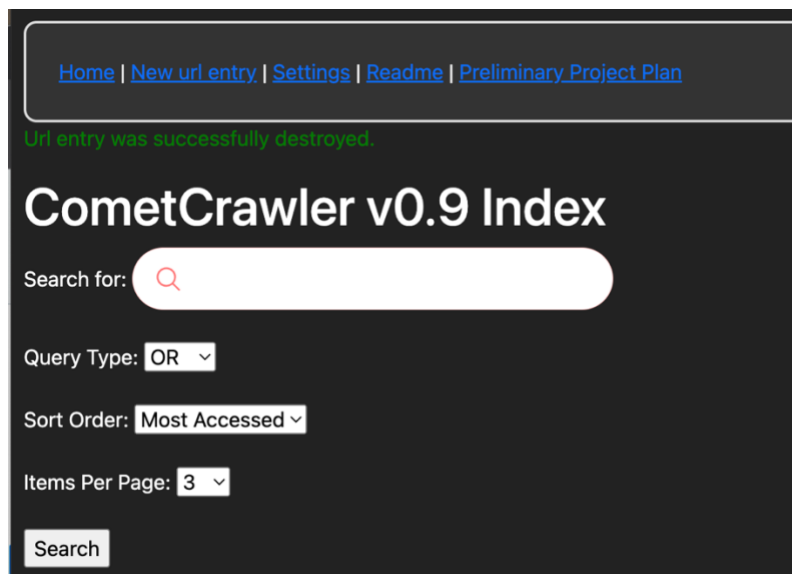 Home | New url entry | Settings | Readme | Preliminary Project Plan
Url entry was successfully destroyed.
CometCrawler v0.9 Index
Search for:
Query Type: OR
Sort Order: Most Accessed
Items Per Page: 3
Search